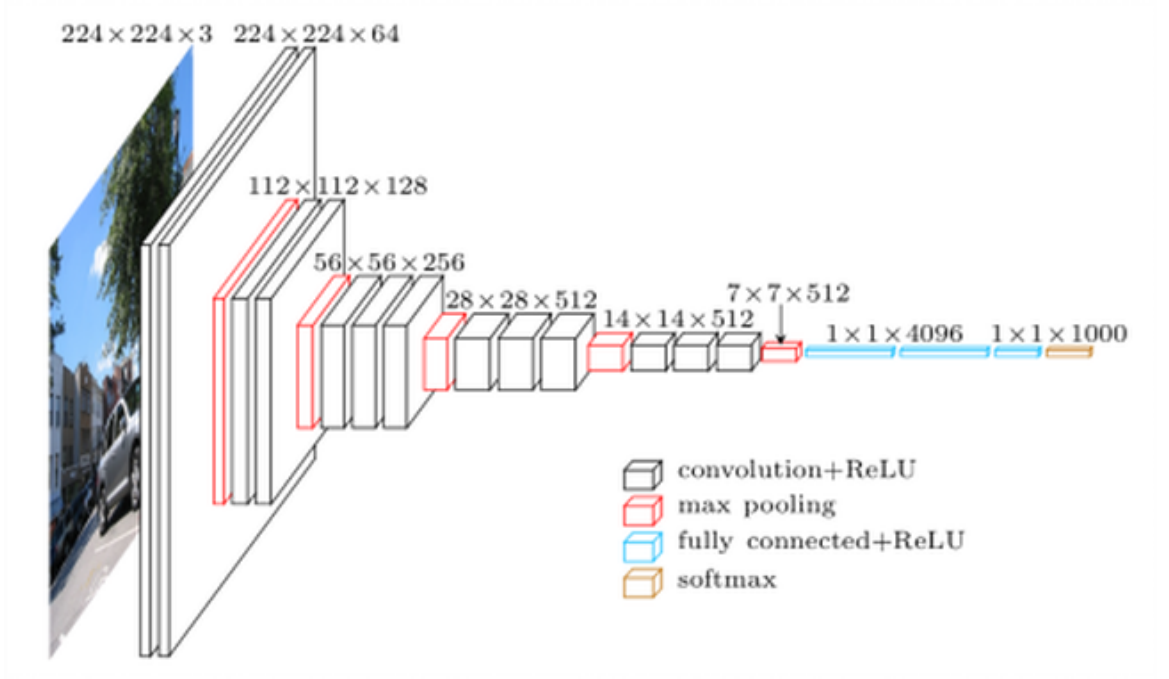 224×224×3
224×224×64
112×112×128
56×56×256
28×28×512
14×14×512
7×7×512
1×1×4096
1×1×1000
convolution+ReLU
max pooling
fully connected+ReLU
softmax